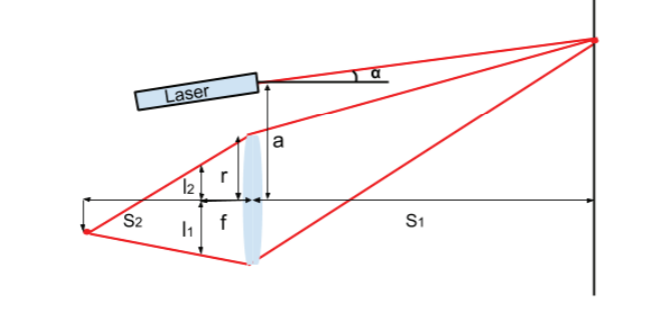 α
Laser
a
r
l₂
S₂
l₁
f
S₁